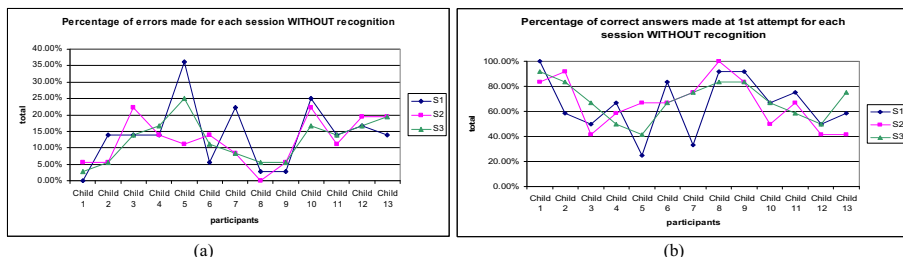 Percentage of errors made for each session WITHOUT recognition
40.00%
35.00%
30.00%
25.00%
20.00%
15.00%
10.00%
5.00%
0.00%
total
Child 1
Child 2
Child 3
Child 4
Child 5
Child 6
Child 7
Child 8
Child 9
Child 10
Child 11
Child 12
Child 13
participants
S1
S2
S3
(a)
Percentage of correct answers made at 1st attempt for each
session WITHOUT recognition
100.00%
80.00%
60.00%
40.00%
20.00%
0.00%
total
Child 1
Child 2
Child 3
Child 4
Child 5
Child 6
Child 7
Child 8
Child 9
Child 10
Child 11
Child 12
Child 13
participants
S1
S2
S3
(b)